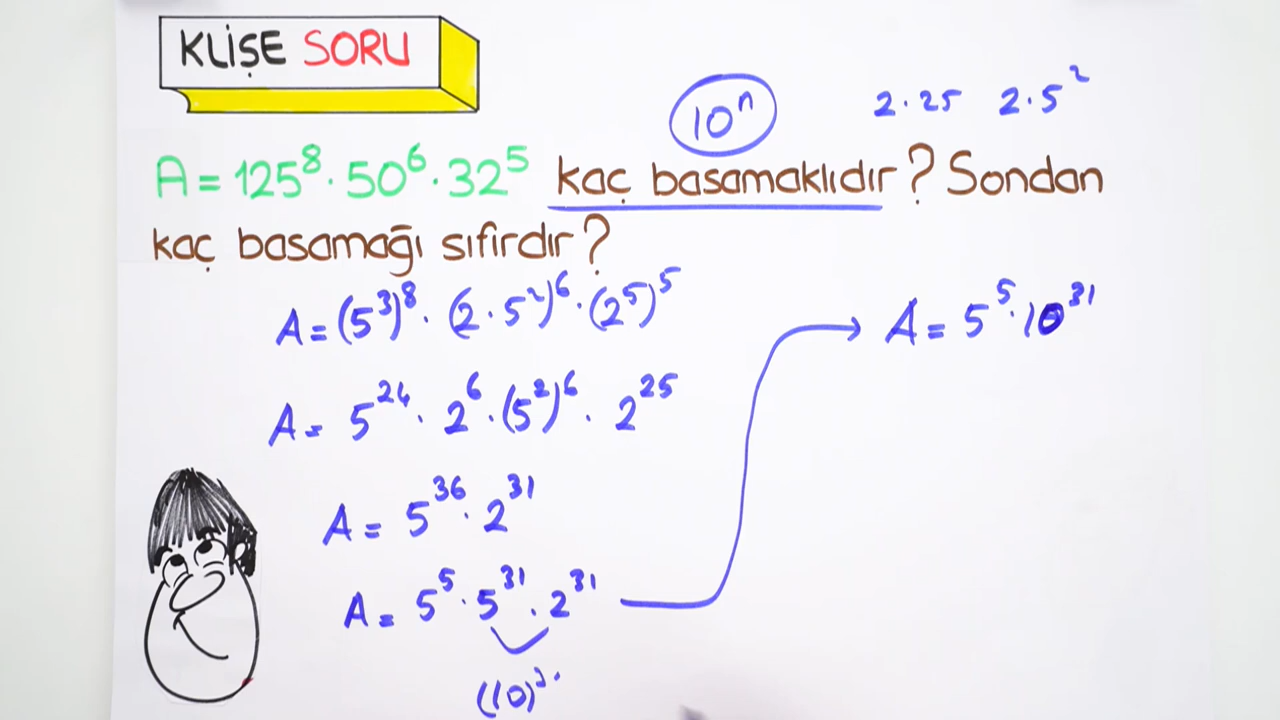 KLİŞE SORU
10ⁿ 2·25 2·5²
A = 125⁸·50⁶·32⁵ kaç basamaklıdır? Sondan
kaç basamağı sıfırdır?
A = (5³)⁸·(2·5²)⁶·(2⁵)⁵
A = 5²⁴·2⁶·(5²)⁶·2²⁵
A = 5³⁶·2³¹
A = 5⁵·5³¹·2³¹
(10)
A = 5⁵·10³¹